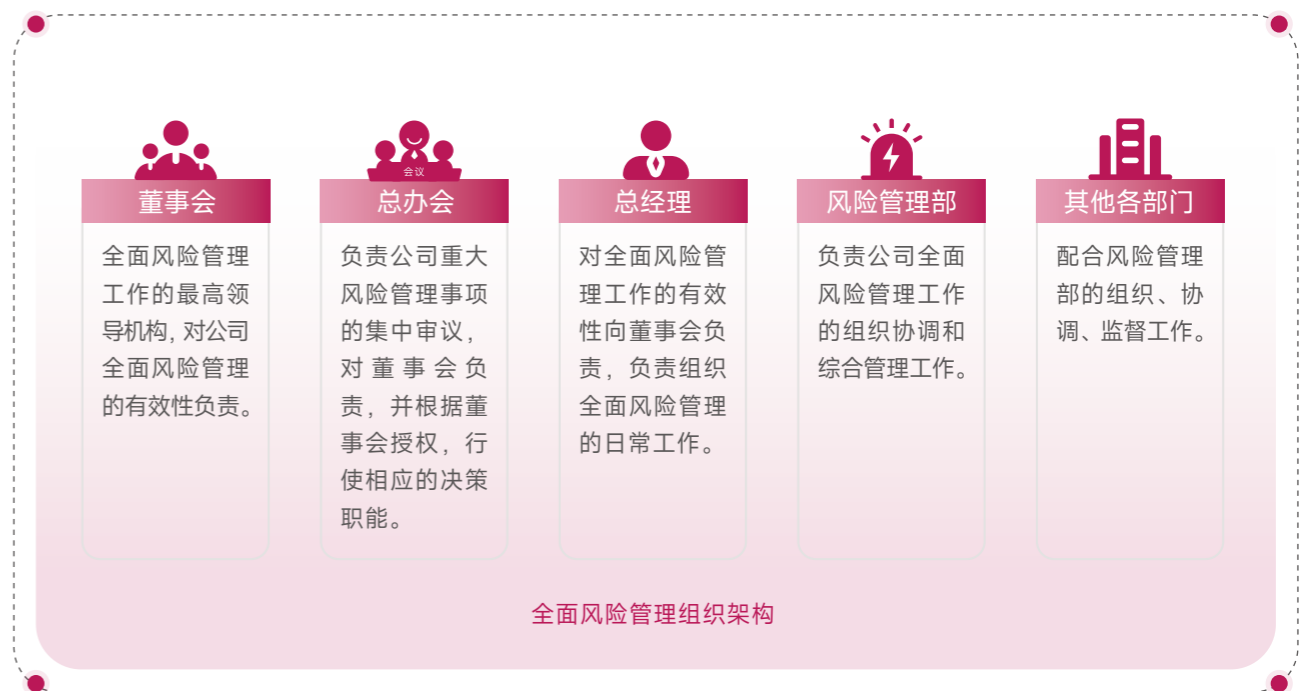 会议
董事会
全面风险管理
工作的最高领
导机构，对公司
全面风险管理
的有效性负责。
总办会
负责公司重大
风险管理事项
的集中审议，
对董事会负
责，并根据董
事会授权，行
使相应的决策
职能。
总经理
对全面风险管
理工作的有效
性向董事会负
责，负责组织
全面风险管理
的日常工作。
风险管理部
负责公司全面
风险管理工作
的组织协调和
综合管理工作。
其他各部门
配合风险管理
部的组织、协
调、监督工作。
全面风险管理组织架构